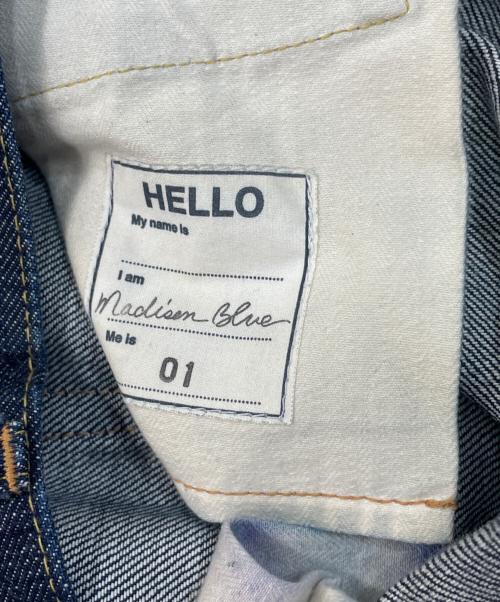 HELLO
My name is
I am
Madisen Blue
Me is
01